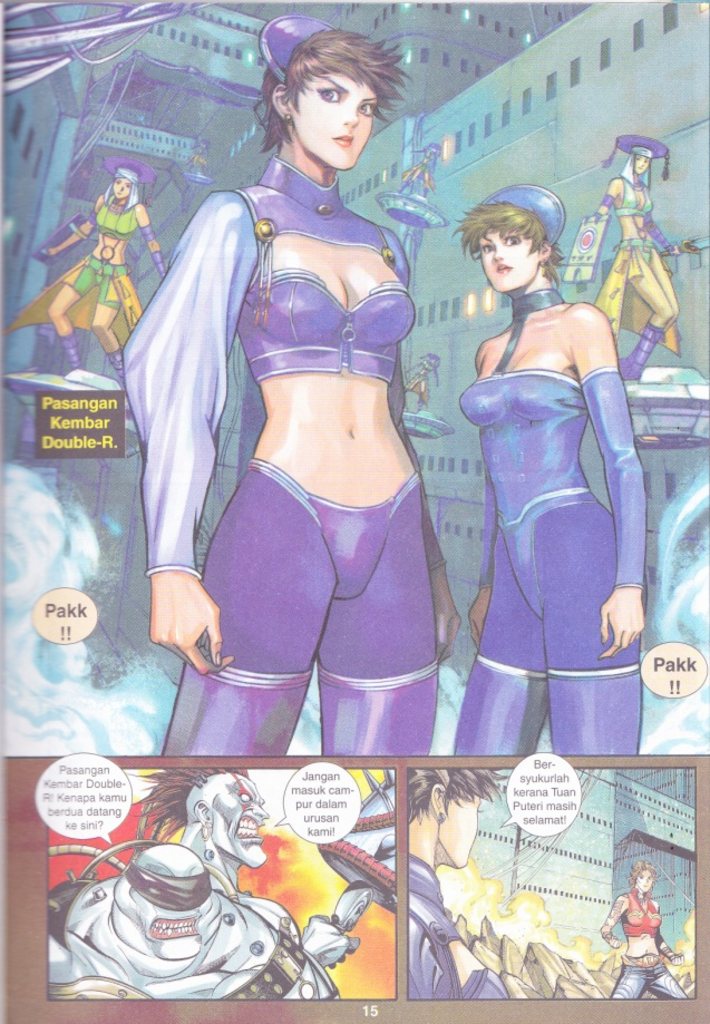 Pasangan
Kembar
Double-R.
Pakk
!!
Pakk
!!
Pasangan
Kembar Double-
R! Kenapa kamu
berdua datang
ke sini?
Jangan
masuk cam-
pur dalam
urusan
kami!
Ber-
syukurlah
kerana Tuan
Puteri masih
selamat!
15